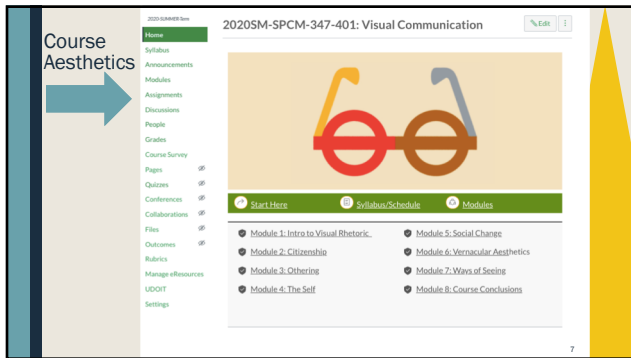 Course
Aesthetics
2020-SUMMER 8nn
Home
Syllabus
Announcements
Modules
Assignments
Discussions
People
Grades
Course Survey
Pages
Quizzes
Conferences
Collaborations
Files
Outcomes
Rubrics
Manage eResources
UDOIT
Settings
2020SM-SPCM-347-401: Visual Communication
Edit
Start Here
Syllabus/Schedule
Modules
Module 1: Intro to Visual Rhetoric
Module 2: Citizenship
Module 3: Othering
Module 4: The Self
Module 5: Social Change
Module 6: Vernacular Aesthetics
Module 7: Ways of Seeing
Module 8: Course Conclusions
7